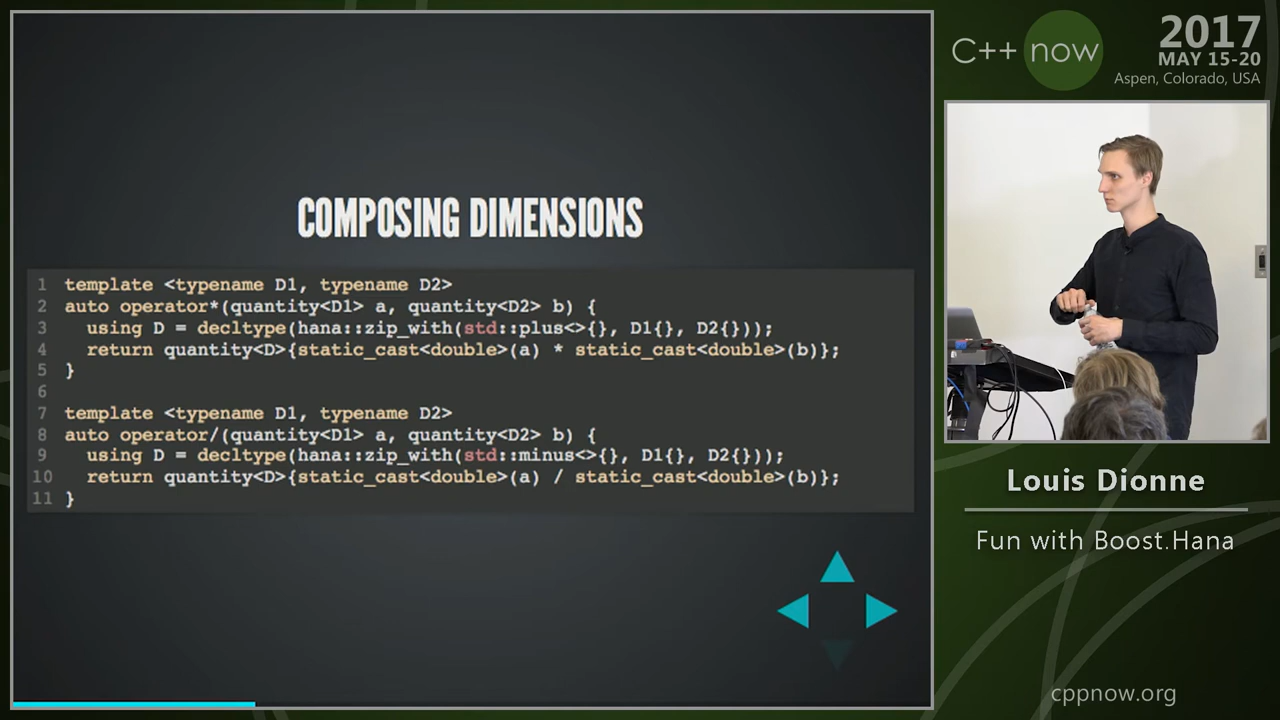 COMPOSING DIMENSIONS
1 template <typename D1, typename D2>
2 auto operator*(quantity<D1> a, quantity<D2> b) {
3   using D = decltype(hana::zip_with(std::plus<>{}, D1{}, D2{}));
4   return quantity<D>{static_cast<double>(a) * static_cast<double>(b)};
5 }
6
7 template <typename D1, typename D2>
8 auto operator/(quantity<D1> a, quantity<D2> b) {
9   using D = decltype(hana::zip_with(std::minus<>{}, D1{}, D2{}));
10   return quantity<D>{static_cast<double>(a) / static_cast<double>(b)};
11 }
C++ now
2017
MAY 15-20
Aspen, Colorado, USA
Louis Dionne
Fun with Boost.Hana
cppnow.org